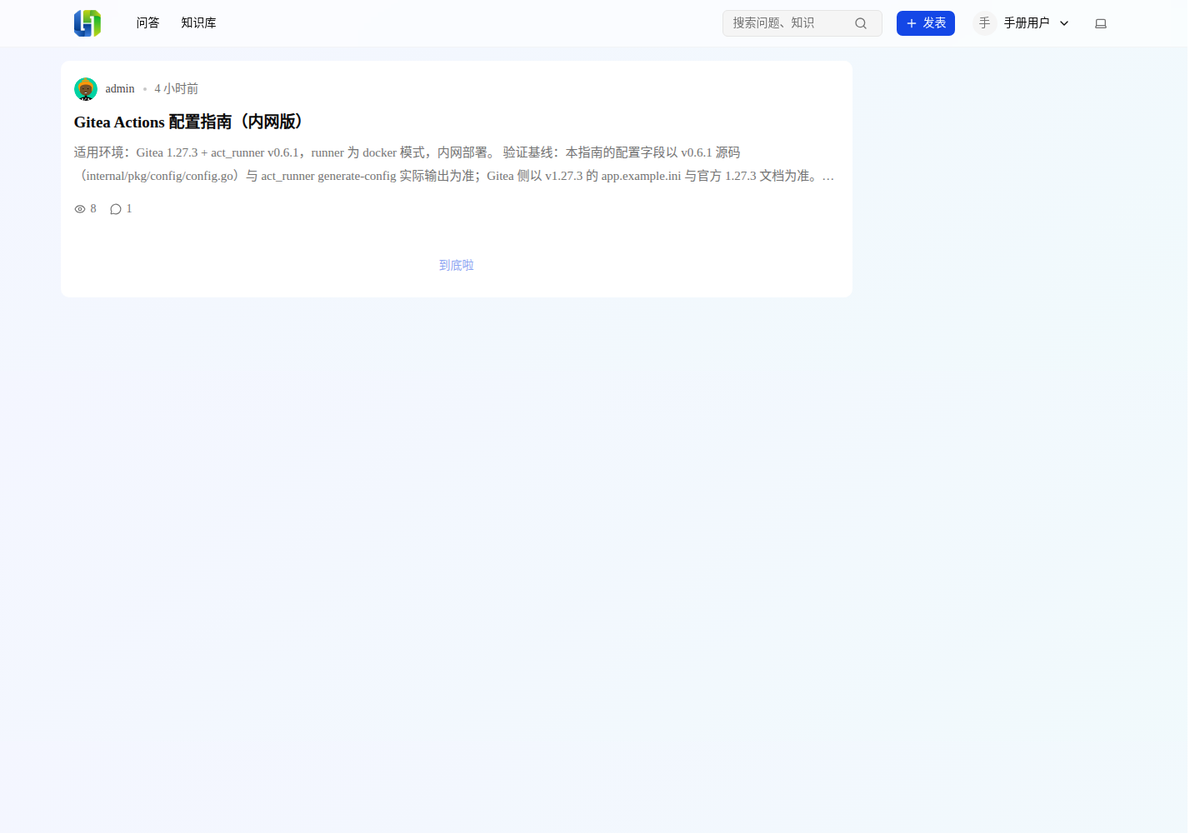 问答 知识库 搜索问题、知识 发表 手 手册用户
admin • 4 小时前
Gitea Actions 配置指南（内网版）
适用环境：Gitea 1.27.3 + act_runner v0.6.1，runner 为 docker 模式，内网部署。 验证基线：本指南的配置字段以 v0.6.1 源码
（internal/pkg/config/config.go）与 act_runner generate-config 实际输出为准；Gitea 侧以 v1.27.3 的 app.example.ini 与官方 1.27.3 文档为准。…
8 1
到底啦